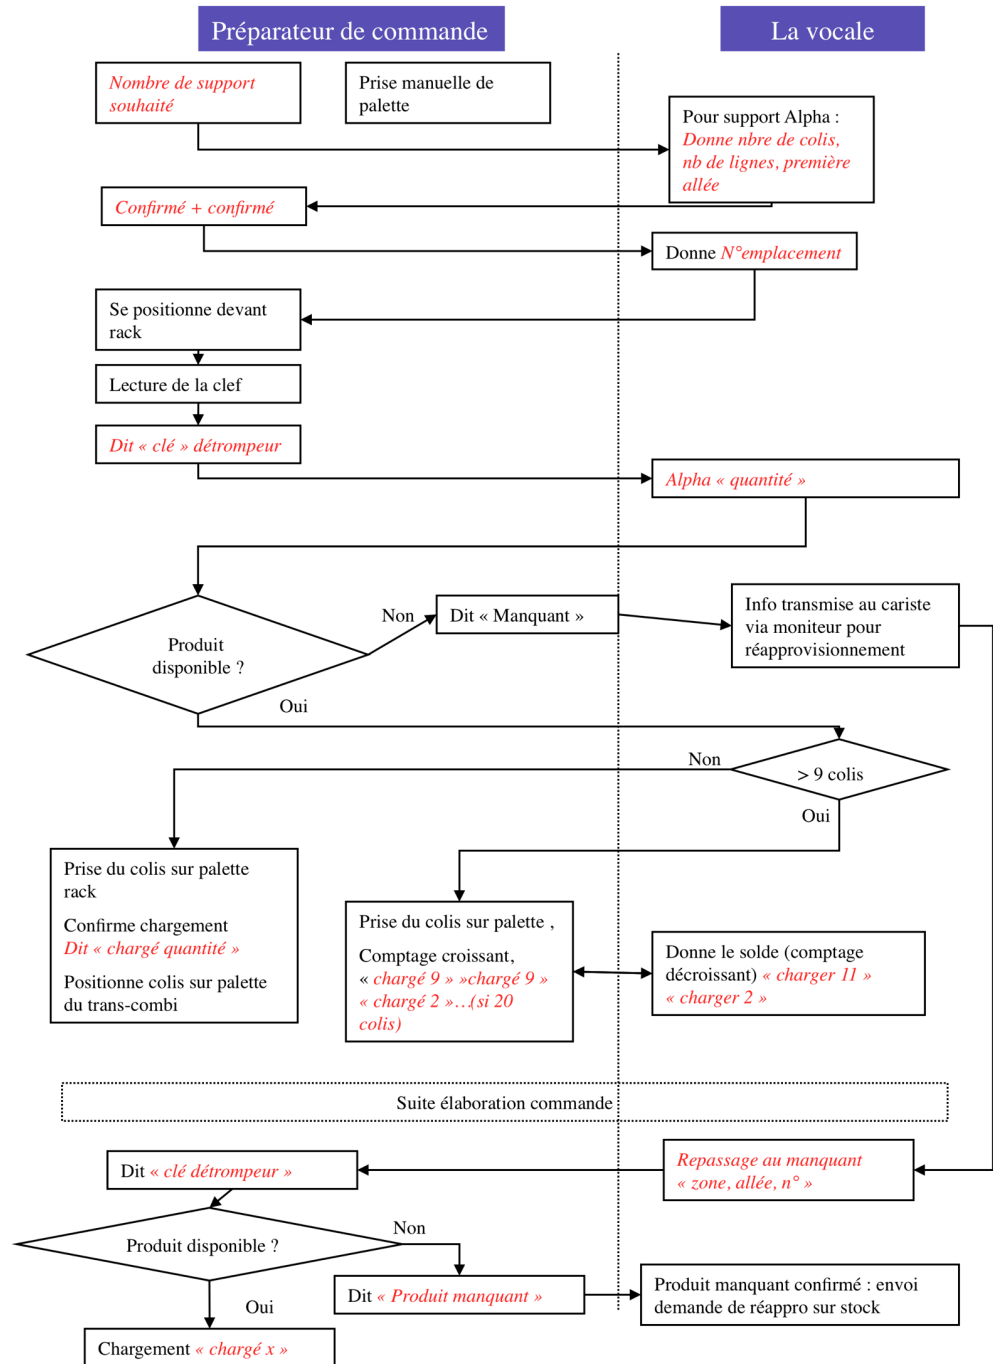 Préparateur de commande
La vocale
Nombre de support
souhaité
Prise manuelle de
palette
Pour support Alpha :
Donne nbre de colis,
nb de lignes, première
allée
Confirmé + confirmé
Donne N°emplacement
Se positionne devant
rack
Lecture de la clef
Dit « clé » détrompeur
Alpha « quantité »
Produit
disponible ?
Non
Dit « Manquant »
Info transmise au cariste
via moniteur pour
réapprovisionnement
Oui
> 9 colis
Non
Oui
Prise du colis sur palette
rack
Confirme chargement
Dit « chargé quantité »
Positionne colis sur palette
du trans-combi
Prise du colis sur palette ,
Comptage croissant,
« chargé 9 » »chargé 9 »
« chargé 2 »…(si 20
colis)
Donne le solde (comptage
décroissant) « charger 11 »
« charger 2 »
Suite élaboration commande
Repassage au manquant
« zone, allée, n° »
Dit « clé détrompeur »
Produit disponible ?
Non
Dit « Produit manquant »
Produit manquant confirmé : envoi
demande de réappro sur stock
Oui
Chargement « chargé x »